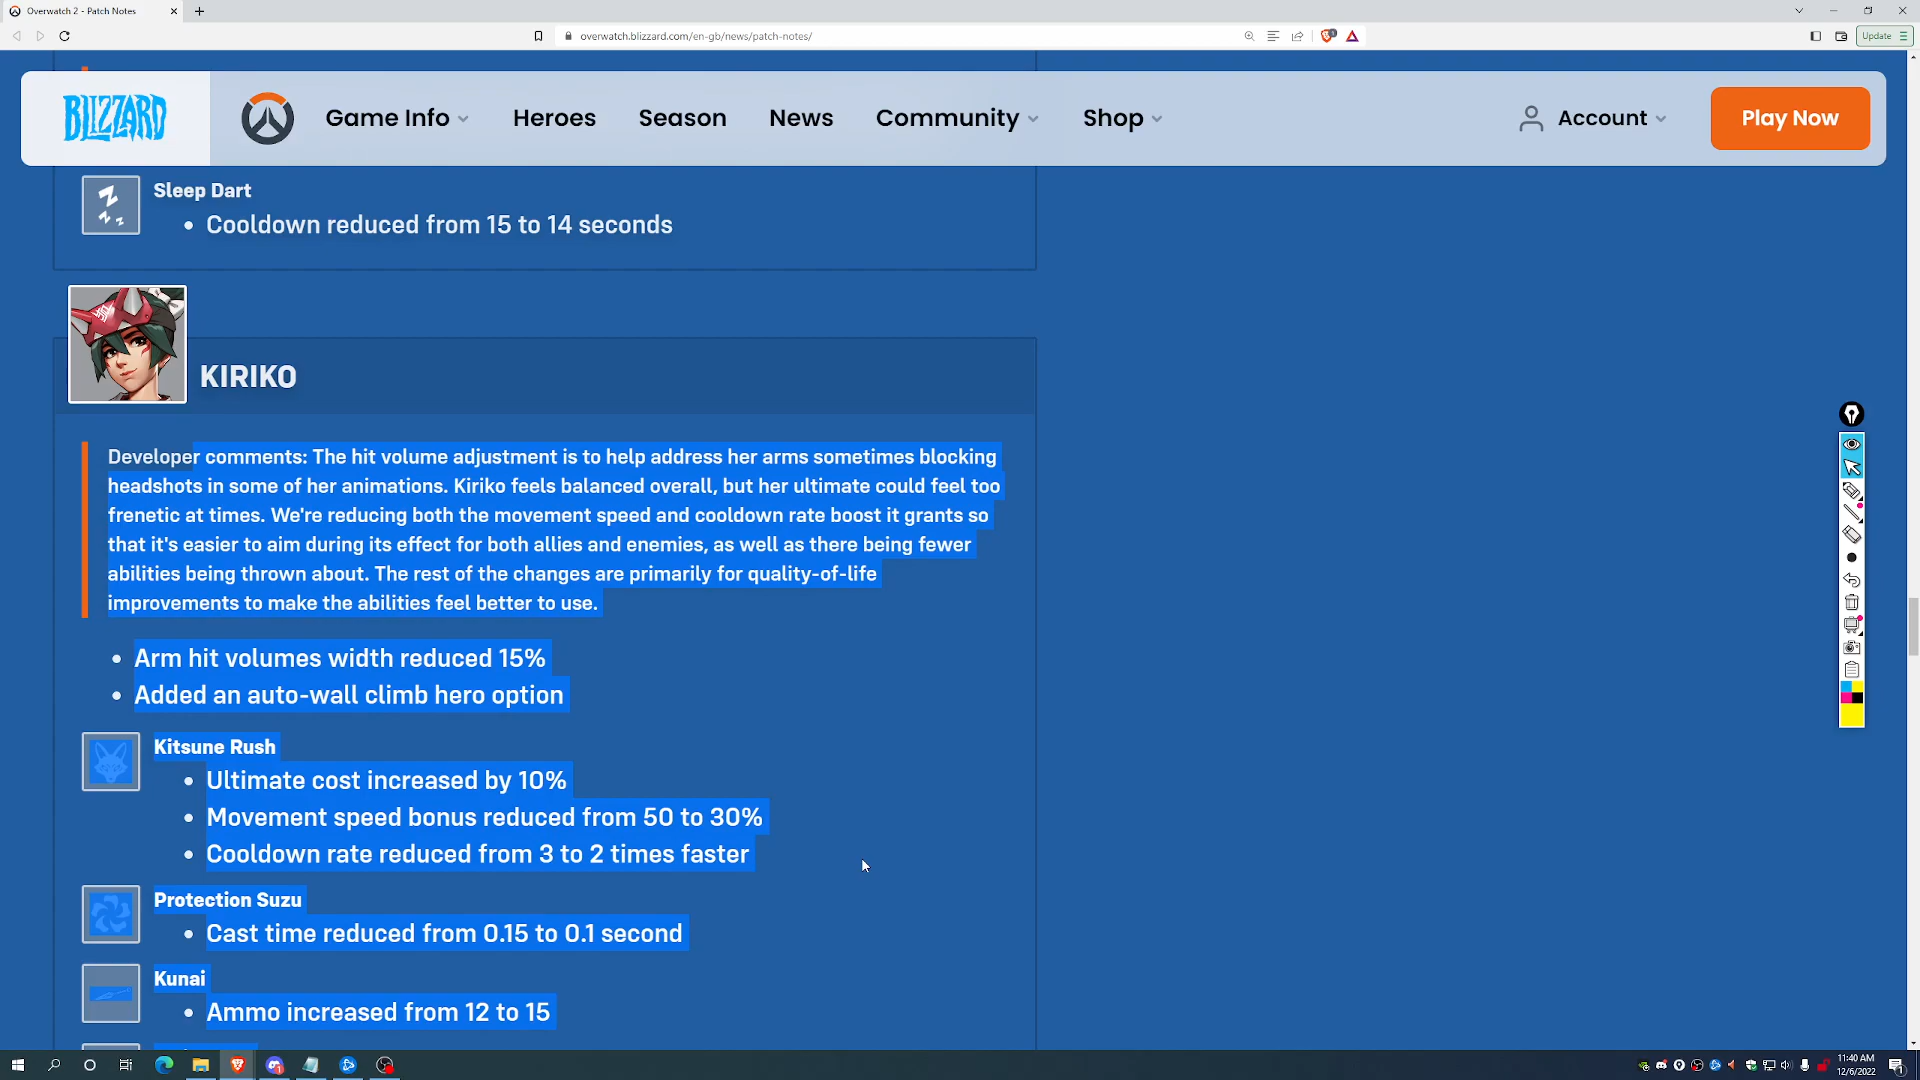 Overwatch 2 - Patch Notes
overwatch.blizzard.com/en-gb/news/patch-notes/
Update
BLIZZARD
Game Info
Heroes
Season
News
Community
Shop
Account
Play Now
Sleep Dart
Cooldown reduced from 15 to 14 seconds
KIRIKO
Developer comments: The hit volume adjustment is to help address her arms sometimes blocking
headshots in some of her animations. Kiriko feels balanced overall, but her ultimate could feel too
frenetic at times. We're reducing both the movement speed and cooldown rate boost it grants so
that it's easier to aim during its effect for both allies and enemies, as well as there being fewer
abilities being thrown about. The rest of the changes are primarily for quality-of-life
improvements to make the abilities feel better to use.
Arm hit volumes width reduced 15%
Added an auto-wall climb hero option
Kitsune Rush
Ultimate cost increased by 10%
Movement speed bonus reduced from 50 to 30%
Cooldown rate reduced from 3 to 2 times faster
Protection Suzu
Cast time reduced from 0.15 to 0.1 second
Kunai
Ammo increased from 12 to 15
11:40 AM
12/6/2022